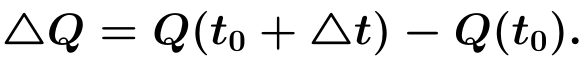 △Q = Q(t₀ + △t) − Q(t₀).